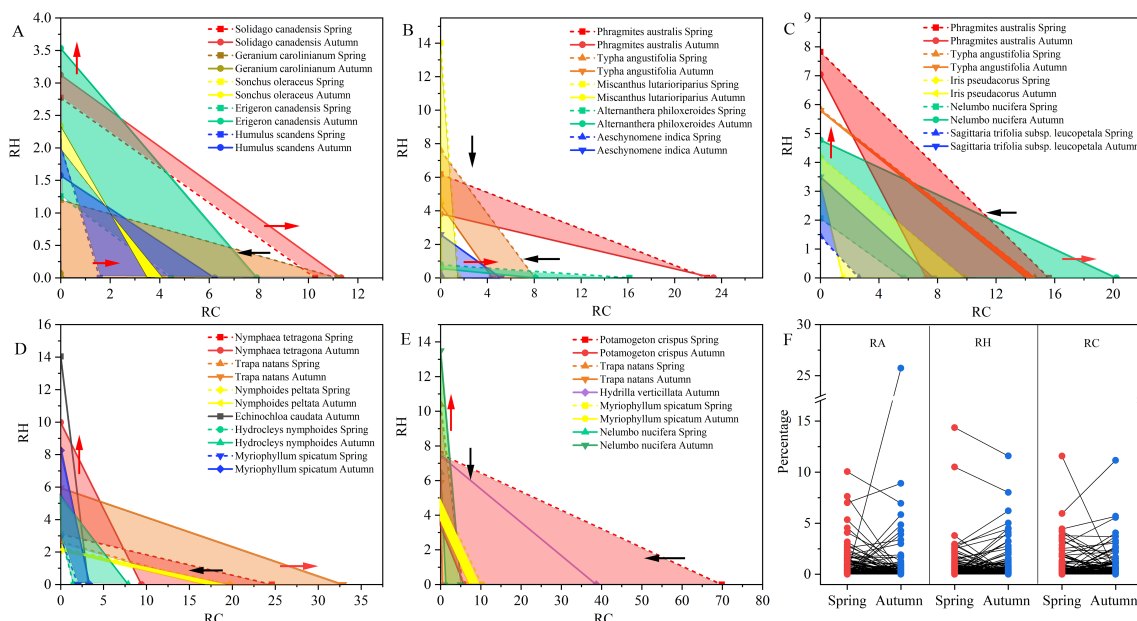 A
RH
4.0
3.5
3.0
2.5
2.0
1.5
1.0
0.5
0.0
0 2 4 6 8 10 12
RC
Solidago canadensis Spring
Solidago canadensis Autumn
Geranium carolinianum Spring
Geranium carolinianum Autumn
Sonchus oleraceus Spring
Sonchus oleraceus Autumn
Erigeron canadensis Spring
Erigeron canadensis Autumn
Humulus scandens Spring
Humulus scandens Autumn
B
RH
14
12
10
8
6
4
2
0
0 4 8 12 16 20 24 28
RC
Phragmites australis Spring
Phragmites australis Autumn
Typha angustifolia Spring
Typha angustifolia Autumn
Miscanthus lutarioriparius Spring
Miscanthus lutarioriparius Autumn
Alternanthera philoxeroides Spring
Alternanthera philoxeroides Autumn
Aeschynomene indica Spring
Aeschynomene indica Autumn
C
RH
9
8
7
6
5
4
3
2
1
0
0 4 8 12 16 20
RC
Phragmites australis Spring
Phragmites australis Autumn
Typha angustifolia Spring
Typha angustifolia Autumn
Iris pseudacorus Spring
Iris pseudacorus Autumn
Nelumbo nucifera Spring
Nelumbo nucifera Autumn
Sagittaria trifolia subsp. leucopetala Spring
Sagittaria trifolia subsp. leucopetala Autumn
D
RH
16
14
12
10
8
6
4
2
0
0 5 10 15 20 25 30 35
RC
Nymphaea tetragona Spring
Nymphaea tetragona Autumn
Trapa natans Spring
Trapa natans Autumn
Nymphoides peltata Spring
Nymphoides peltata Autumn
Echinochloa caudata Autumn
Hydrocleys nymphoides Spring
Hydrocleys nymphoides Autumn
Myriophyllum spicatum Spring
Myriophyllum spicatum Autumn
E
RH
14
12
10
8
6
4
2
0
0 10 20 30 40 50 60 70 80
RC
Potamogeton crispus Spring
Potamogeton crispus Autumn
Trapa natans Spring
Trapa natans Autumn
Hydrilla verticillata Autumn
Myriophyllum spicatum Spring
Myriophyllum spicatum Autumn
Nelumbo nucifera Spring
Nelumbo nucifera Autumn
F
Percentage
30
25
10
5
0
RA RH RC
Spring Autumn Spring Autumn Spring Autumn